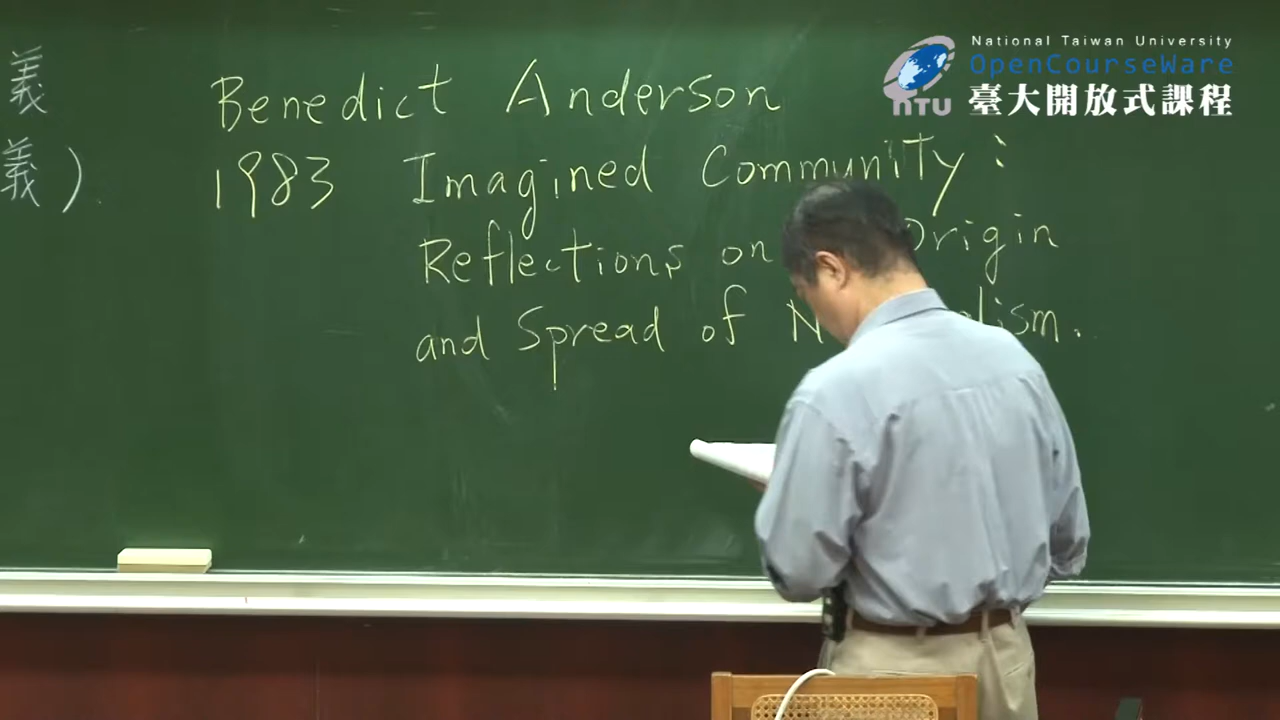 義
義)
Benedict Anderson
1983 Imagined Community:
Reflections on Origin
and Spread of
National Taiwan University
OpenCourseWare
NTU 臺大開放式課程